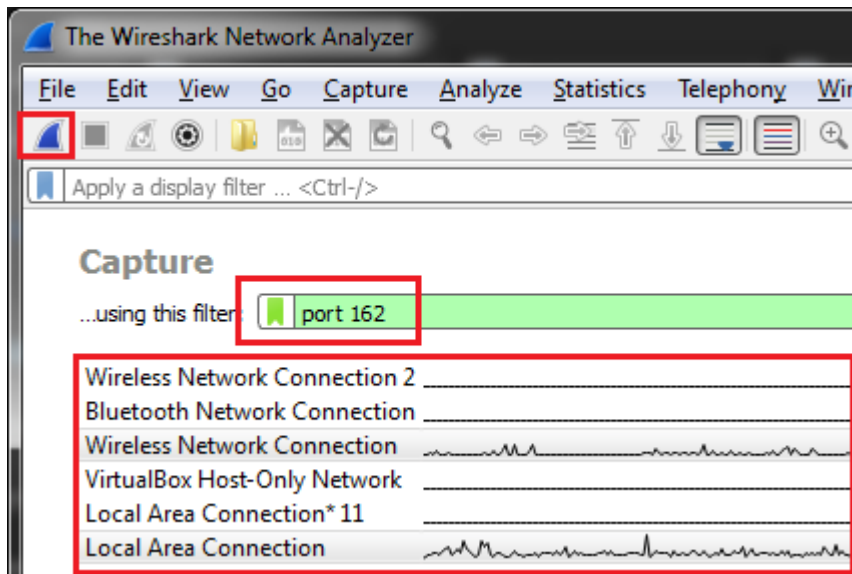 The Wireshark Network Analyzer
File Edit View Go Capture Analyze Statistics Telephony
Apply a display filter ... <Ctrl-/>
Capture
...using this filter: port 162
Wireless Network Connection 2
Bluetooth Network Connection
Wireless Network Connection
VirtualBox Host-Only Network
Local Area Connection* 11
Local Area Connection